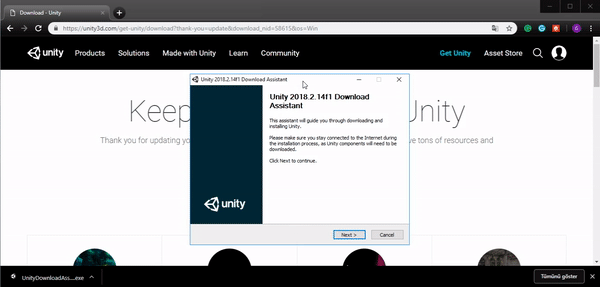 Download - Unity
https://unity3d.com/get-unity/download?thank-you=update&download_nid=58615&os=Win
unity
Products
Solutions
Made with Unity
Learn
Community
Get Unity
Asset Store
Unity 2018.2.14f1 Download Assistant
Keep
Unity
Thank you for updating
tons of resources and
Unity 2018.2.14f1 Download
Assistant
This assistant will guide you through downloading and
installing Unity.
Please make sure you stay connected to the Internet during
the installation process, as Unity components will need to be
downloaded.
Click Next to continue.
unity
Next >
Cancel
UnityDownloadAss....exe
Tümünü göster